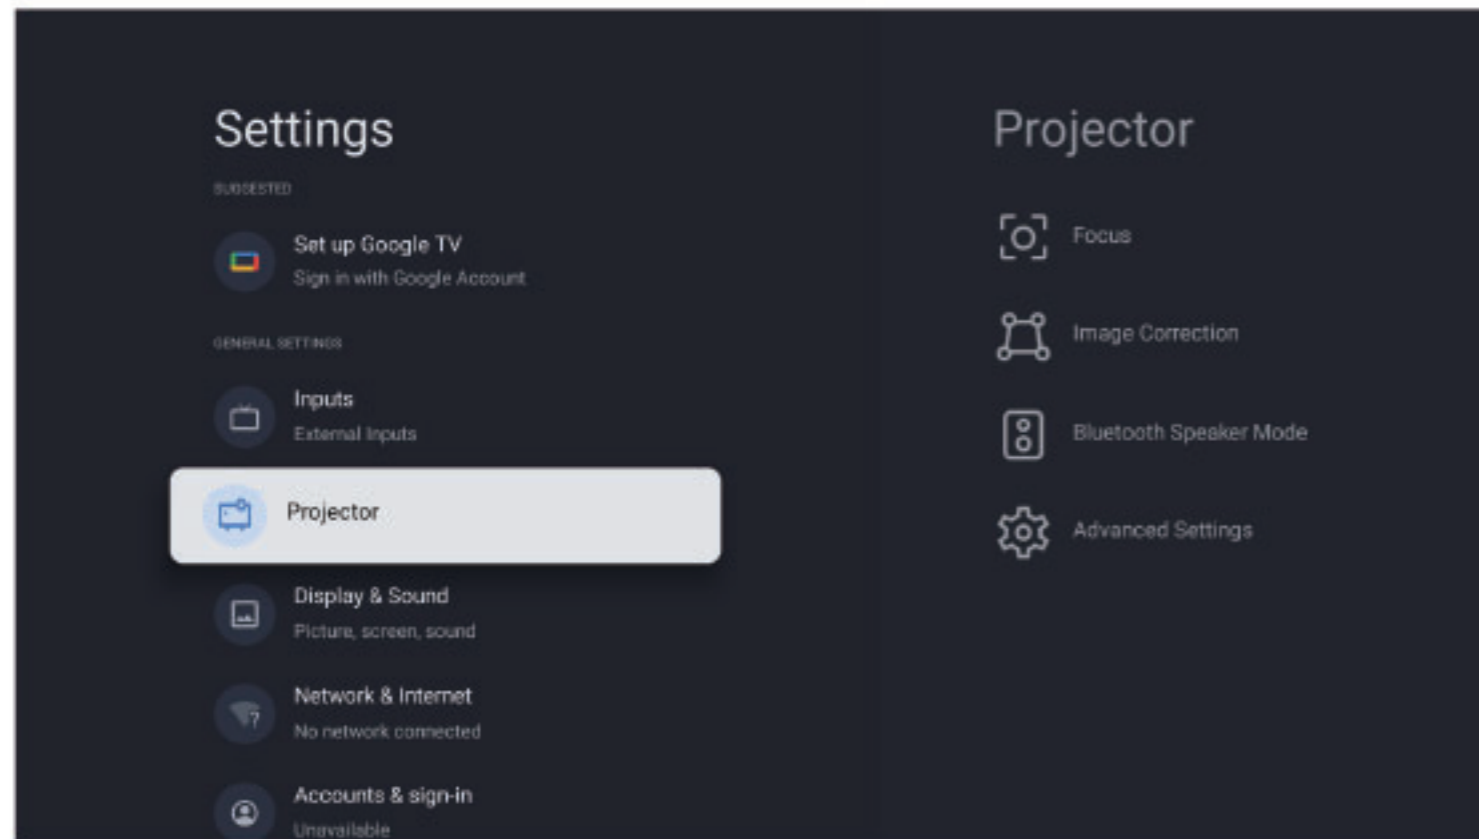 Settings
SUGGESTED
Set up Google TV
Sign in with Google Account
GENERAL SETTINGS
Inputs
External Inputs
Projector
Display & Sound
Picture, screen, sound
Network & Internet
No network connected
Accounts & sign-in
Unavailable
Projector
Focus
Image Correction
Bluetooth Speaker Mode
Advanced Settings